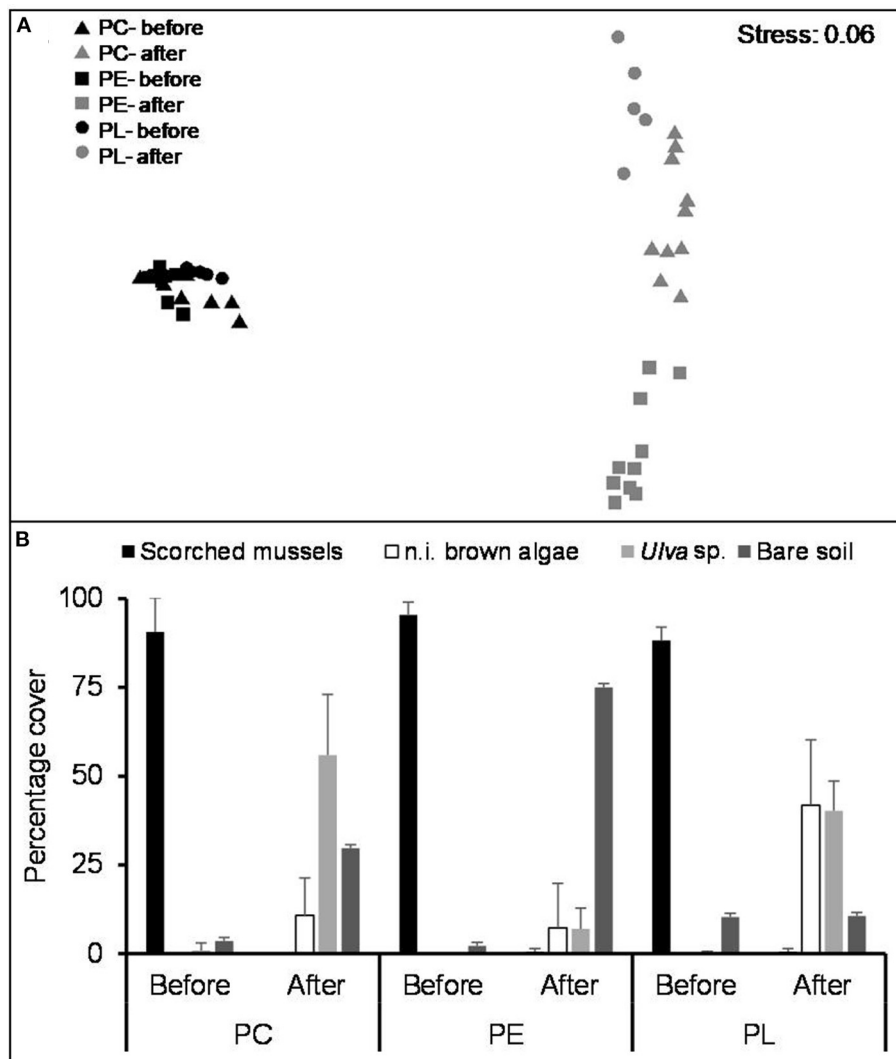 A
PC- before
PC- after
PE- before
PE- after
PL- before
PL- after
Stress: 0.06
B
Scorched mussels n.i. brown algae Ulva sp. Bare soil
Percentage cover
100
75
50
25
0
Before After Before After Before After
PC PE PL